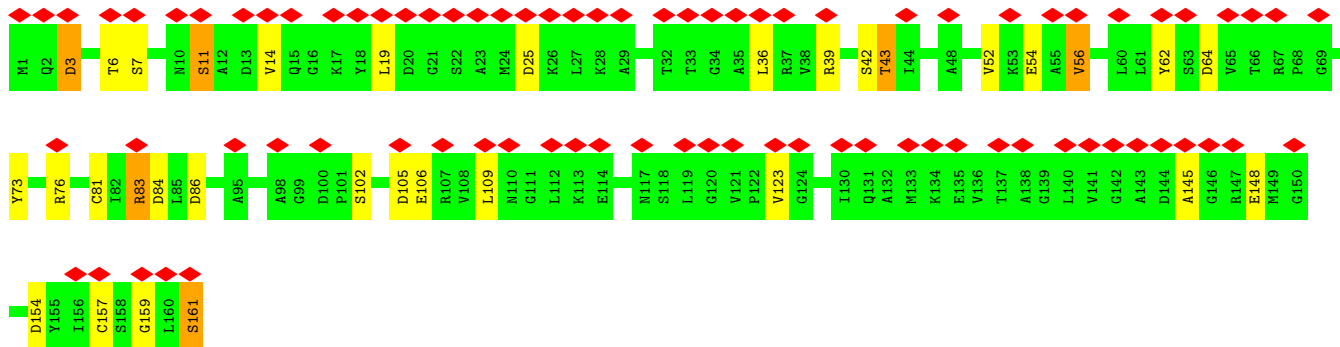 M1 Q2 D3 T6 S7 N10 S11 A12 D13 V14 Q15 G16 K17 Y18 L19 D20 G21 S22 A23 M24 D25 K26 L27 K28 A29 T32 T33 G34 A35 L36 R37 V38 R39 S42 T43 I44 A48 V52 K53 E54 A55 V56 L60 L61 Y62 S63 D64 V65 T66 R67 P68 G69
Y73 R76 C81 I82 R83 D84 L85 D86 A95 A98 G99 D100 P101 S102 D105 E106 R107 V108 L109 N110 G111 L112 K113 E114 N117 S118 L119 G120 V121 P122 V123 G124 I130 Q131 A132 M133 K134 E135 V136 T137 A138 G139 L140 V141 G142 A143 D144 A145 G146 R147 E148 M149 G150
D154 Y155 I156 C157 S158 G159 L160 S161